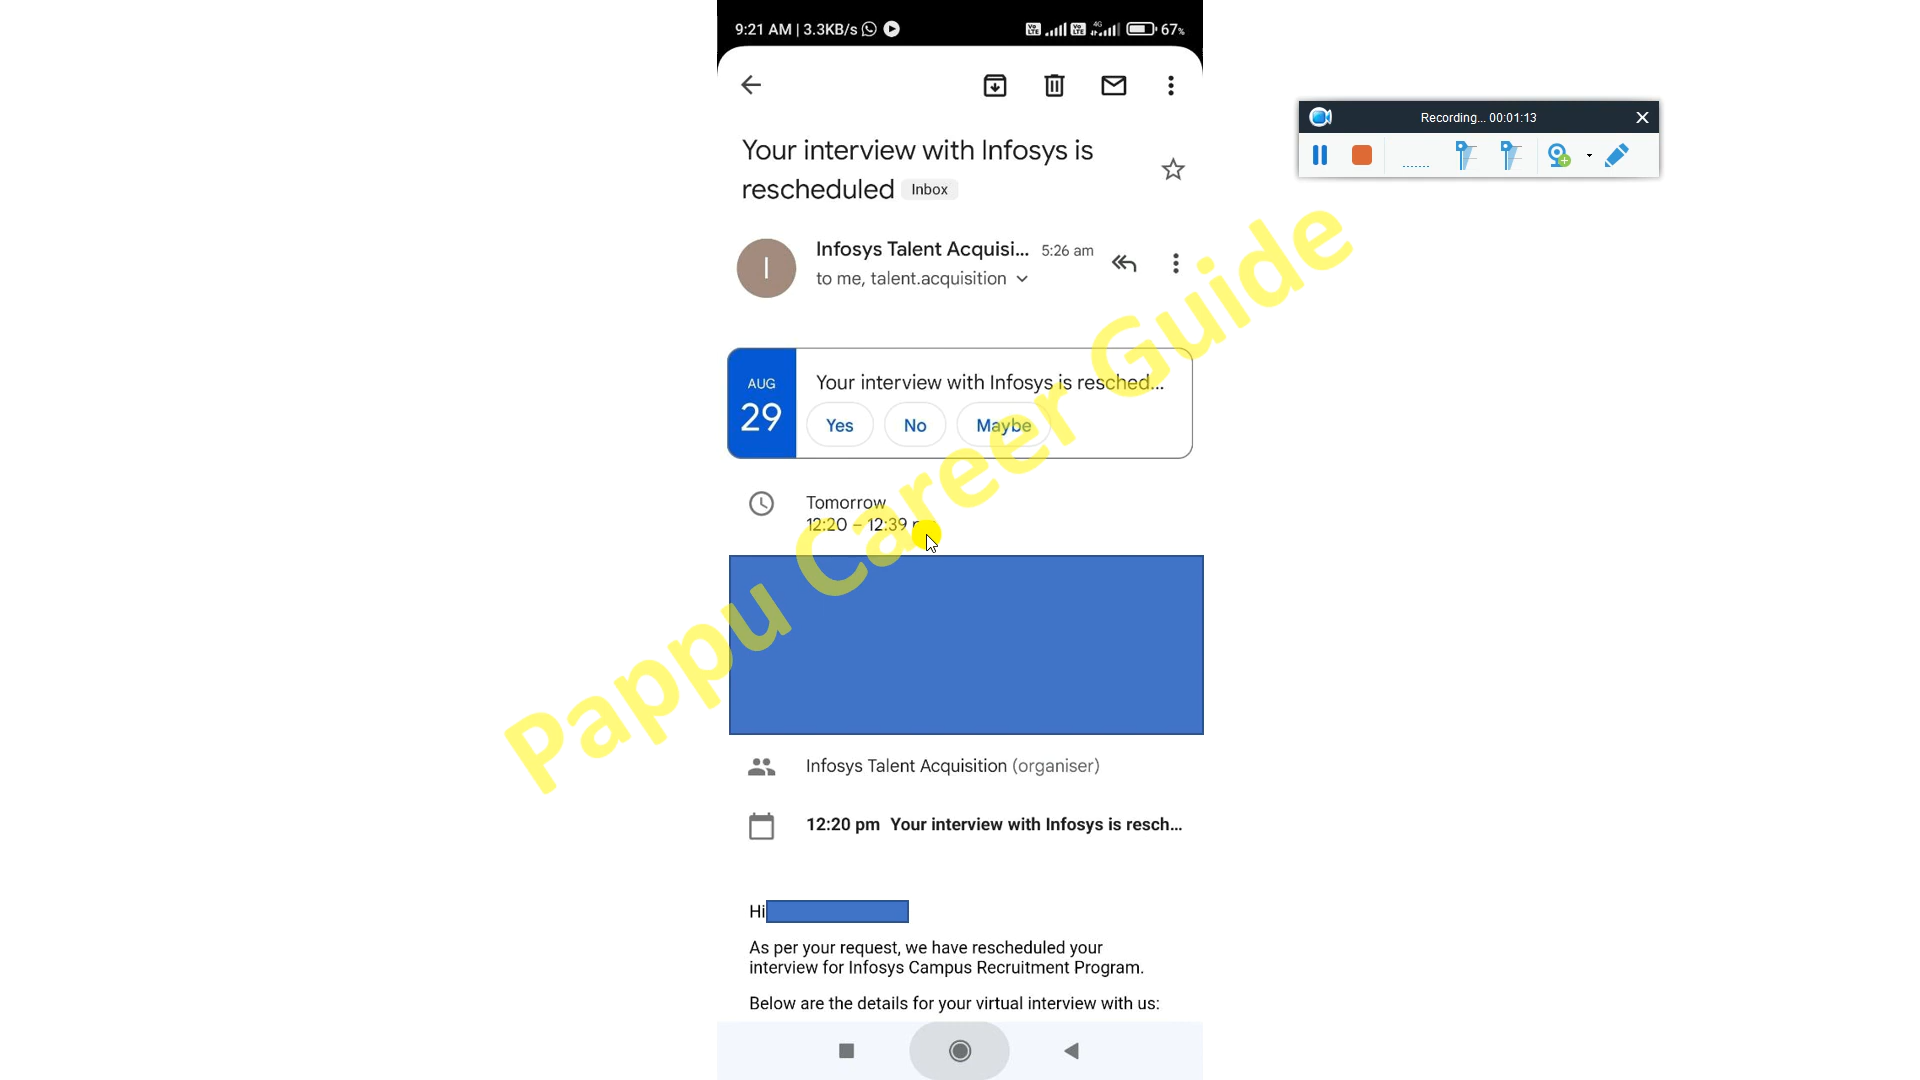 9:21 AM | 3.3KB/s
4G
67%
Recording... 00:01:13
Your interview with Infosys is
rescheduled Inbox
Infosys Talent Acquisi... 5:26 am
I
to me, talent.acquisition
AUG
29
Your interview with Infosys is resched...
Yes No Maybe
Tomorrow
12:20 – 12:39
Pappu Career Guide
Infosys Talent Acquisition (organiser)
12:20 pm Your interview with Infosys is resch...
Hi
As per your request, we have rescheduled your
interview for Infosys Campus Recruitment Program.
Below are the details for your virtual interview with us: